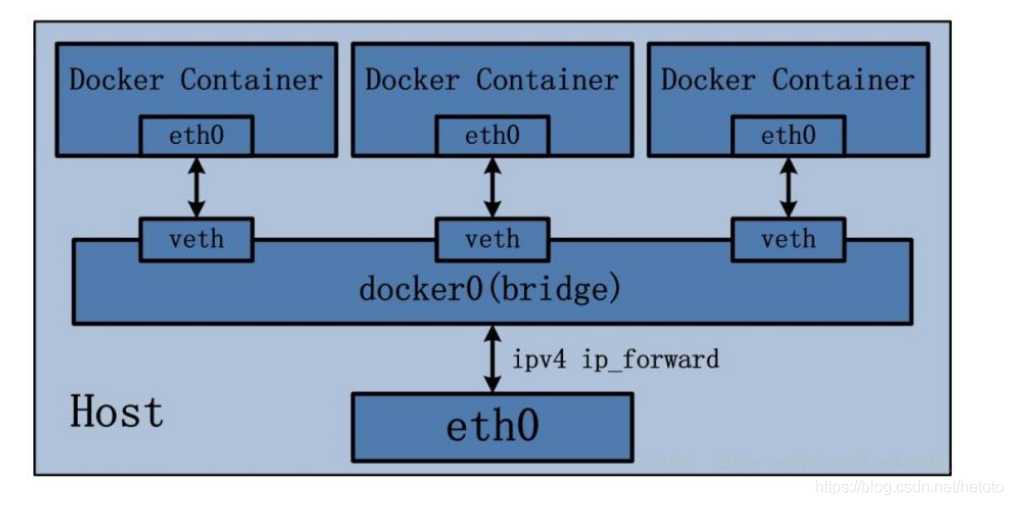 Docker Container Docker Container Docker Container
eth0 eth0 eth0
veth veth veth
docker0(bridge)
ipv4 ip_forward
Host
eth0
https://blog.csdn.net/hetoto